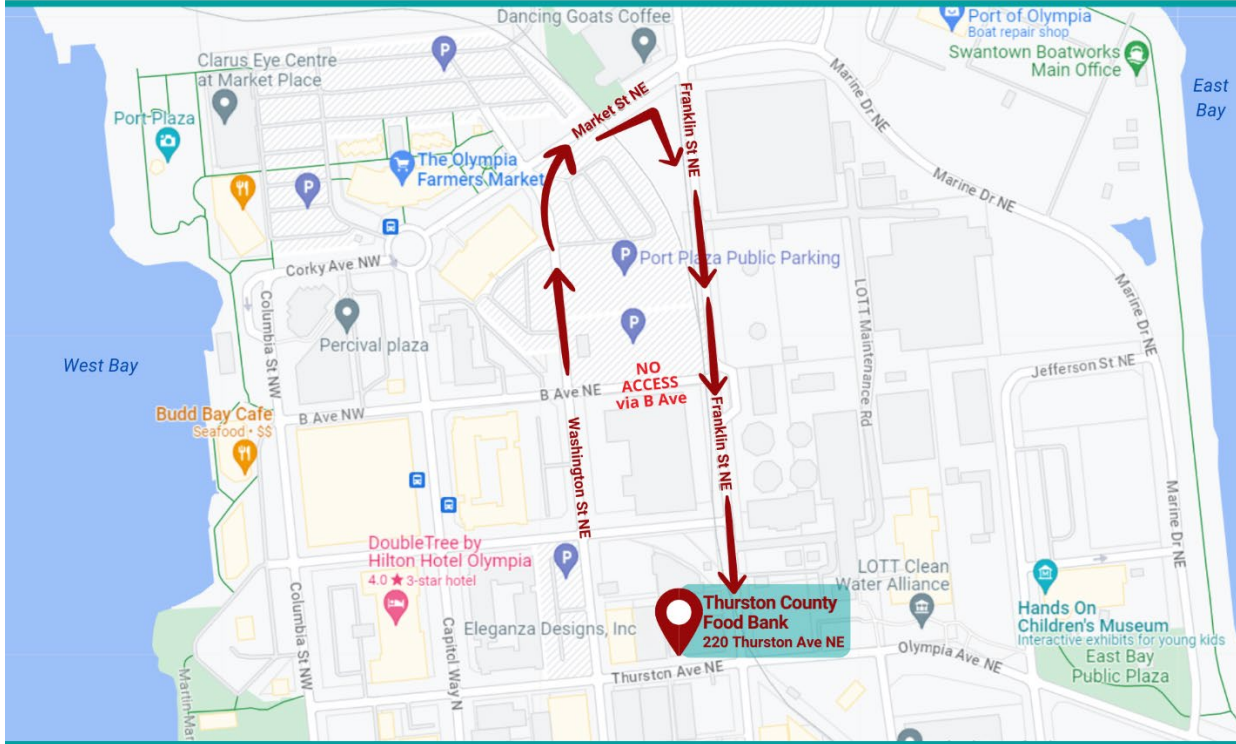 Dancing Goats Coffee
Port of Olympia
Boat repair shop
Swantown Boatworks
Main Office
Clarus Eye Centre
at Market Place
P
East
Bay
Port Plaza
Market St NE
Franklin St NE
Marine Dr NE
The Olympia
Farmers Market
P
Marine Dr NE
Port Plaza Public Parking
Corky Ave NW
Columbia St NW
LOTT Maintenance Rd
Marine Dr NE
P
Percival plaza
West Bay
NO
ACCESS
via B Ave
Jefferson St NE
B Ave NE
B Ave NW
Budd Bay Cafe
Seafood • $$
Washington St NE
Franklin St NE
Marine Dr NE
DoubleTree by
Hilton Hotel Olympia
4.0 ★ 3-star hotel
P
LOTT Clean
Water Alliance
Thurston County
Food Bank
220 Thurston Ave NE
Hands On
Children's Museum
Interactive exhibits for young kids
Columbia St NW
Capitol Way N
Eleganza Designs, Inc
Olympia Ave NE
East Bay
Public Plaza
Thurston Ave NE